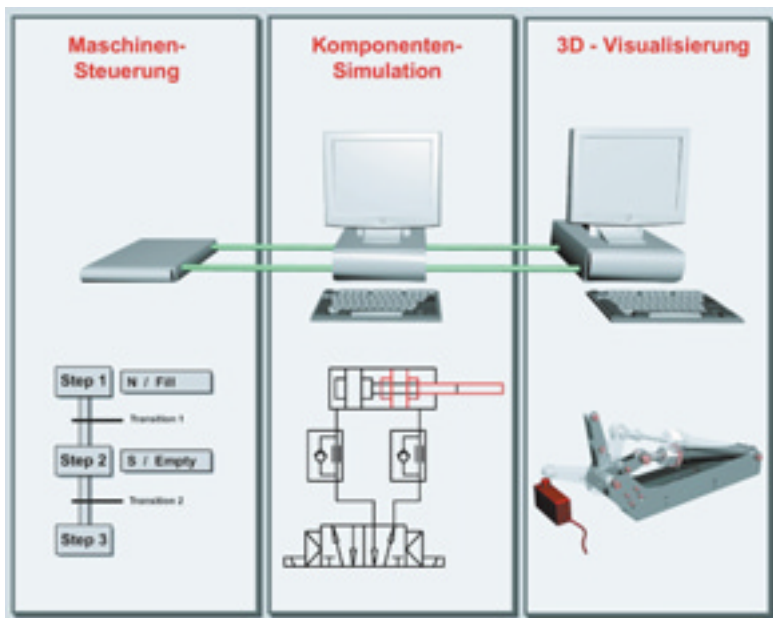 Maschinen-
Steuerung
Komponenten-
Simulation
3D - Visualisierung
Step 1
N / Fill
Transition 1
Step 2
S / Empty
Transition 2
Step 3